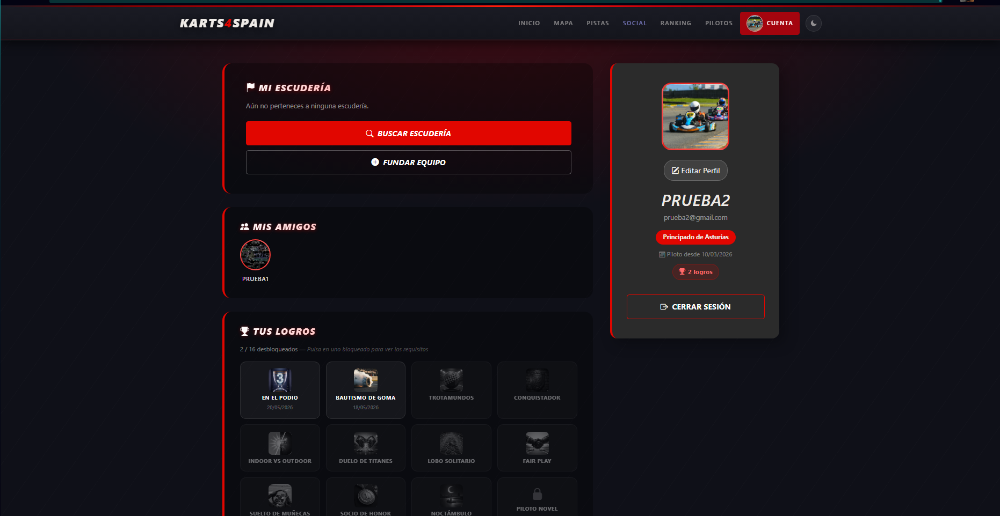 KARTS4SPAIN
INICIO MAPA PISTAS SOCIAL RANKING PILOTOS CUENTA
MI ESCUDERÍA
Aún no perteneces a ninguna escudería.
BUSCAR ESCUDERÍA
FUNDAR EQUIPO
MIS AMIGOS
PRUEBA1
TUS LOGROS
2 / 16 desbloqueados — Pulsa en uno bloqueado para ver los requisitos
3
EN EL PODIO
20/05/2026
BAUTISMO DE GOMA
18/05/2026
TROTAMUNDOS
CONQUISTADOR
INDOOR VS OUTDOOR
DUELO DE TITANES
LOBO SOLITARIO
FAIR PLAY
SUELTO DE MUÑECAS
SOCIO DE HONOR
NOCTÁMBULO
PILOTO NOVEL
Editar Perfil
PRUEBA2
prueba2@gmail.com
Principado de Asturias
Piloto desde 10/03/2026
2 logros
CERRAR SESIÓN